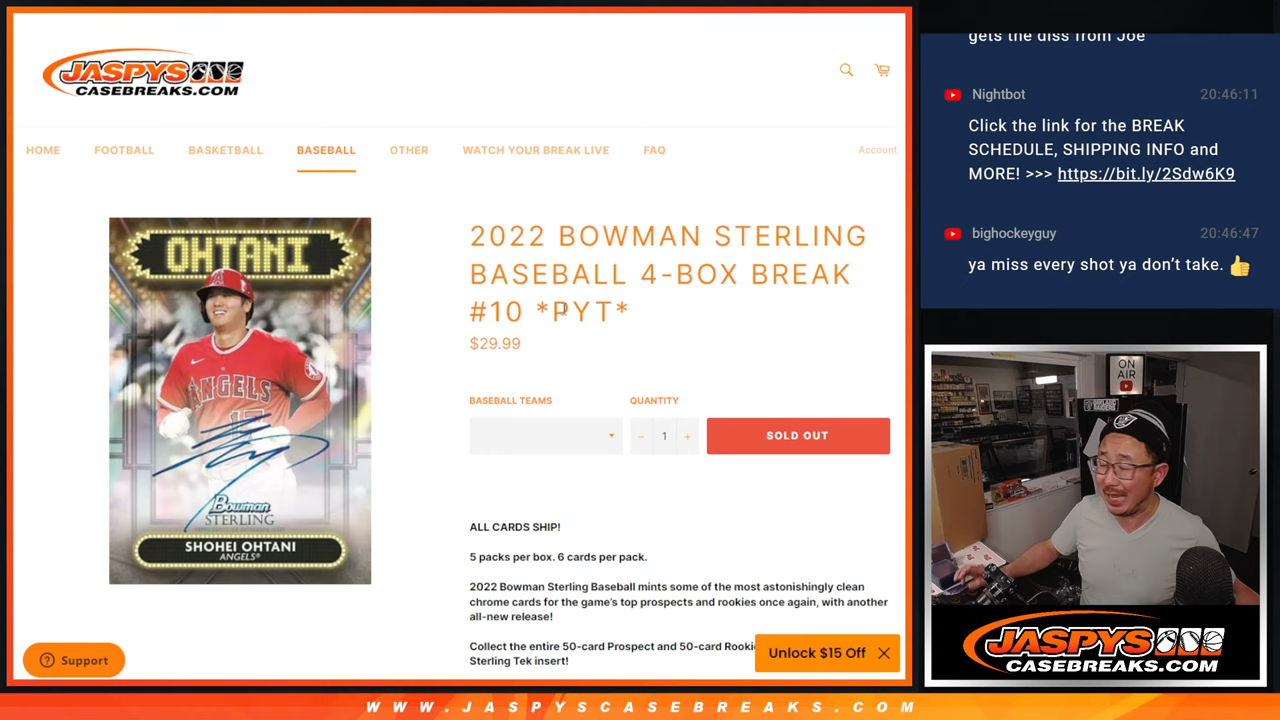 JASPYS
CASEBREAKS.COM
HOME FOOTBALL BASKETBALL BASEBALL OTHER WATCH YOUR BREAK LIVE FAQ Account
OHTANI
ANGELS
17
Bowman
STERLING
SHOHEI OHTANI
ANGELS®
2022 BOWMAN STERLING
BASEBALL 4-BOX BREAK
#10 *PYT*
$29.99
BASEBALL TEAMS QUANTITY
− 1 + SOLD OUT
ALL CARDS SHIP!
5 packs per box. 6 cards per pack.
2022 Bowman Sterling Baseball mints some of the most astonishingly clean
chrome cards for the game's top prospects and rookies once again, with another
all-new release!
Collect the entire 50-card Prospect and 50-card Rooki
Sterling Tek insert!
Support
Unlock $15 Off
gets the diss from Joe
Nightbot 20:46:11
Click the link for the BREAK
SCHEDULE, SHIPPING INFO and
MORE! >>> https://bit.ly/2Sdw6K9
bighockeyguy 20:46:47
ya miss every shot ya don't take. 👍
ON
AIR
JASPYS
CASEBREAKS.COM
WWW.JASPYSCASEBREAKS.COM